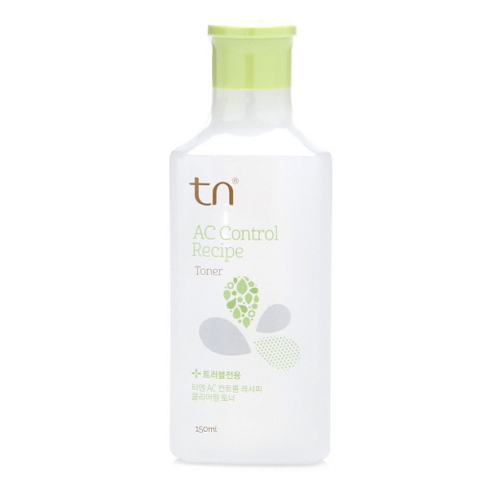 tn®
AC Control
Recipe
Toner
트러블전용
티엔 AC 컨트롤 레서피
클리어링 토너
150ml